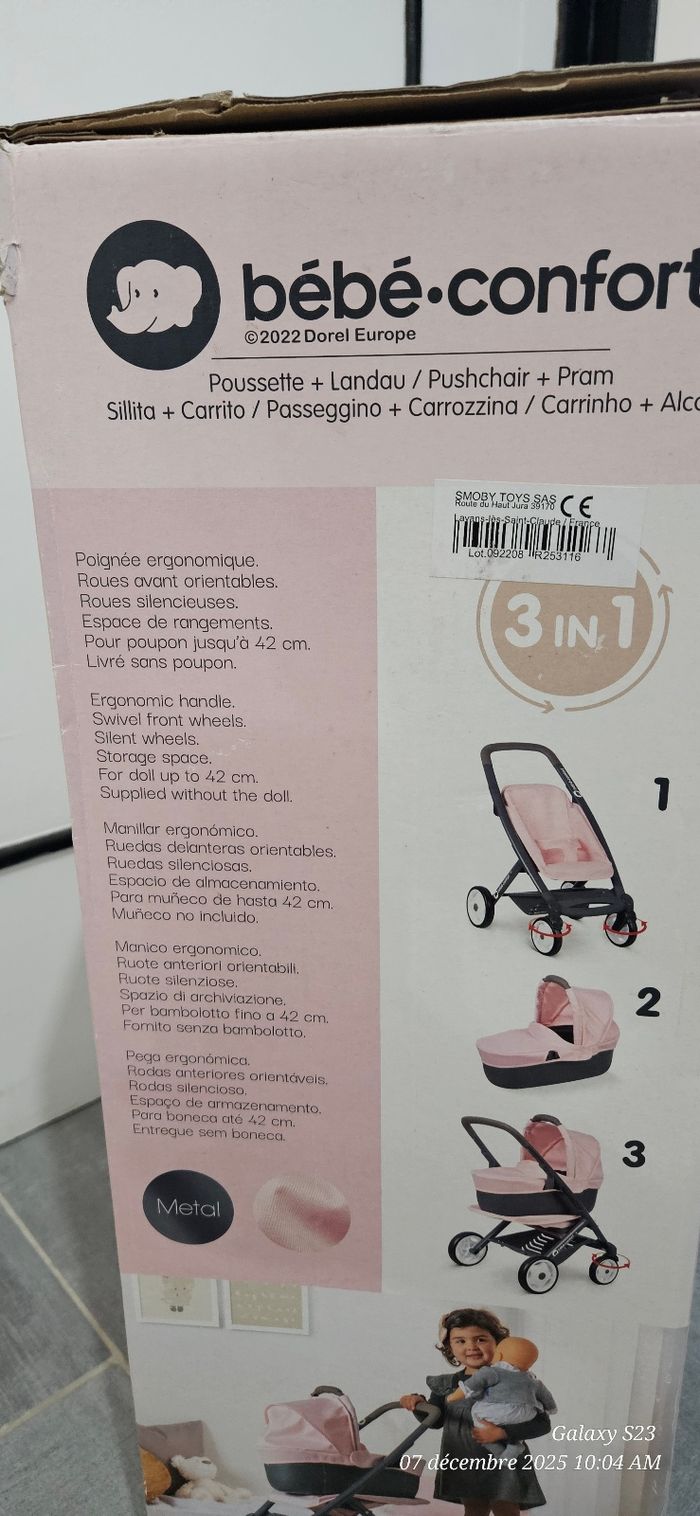 bébé•confort
©2022 Dorel Europe
Poussette + Landau / Pushchair + Pram
Sillita + Carrito / Passeggino + Carrozzina / Carrinho +
SMOBY TOYS SAS
Route du Haut Jura 39170
CE
Lavans-lès-Saint-Claude / France
Lot.092208 R253116
3 IN 1
Poignée ergonomique.
Roues avant orientables.
Roues silencieuses.
Espace de rangements.
Pour poupon jusqu'à 42 cm.
Livré sans poupon.
Ergonomic handle.
Swivel front wheels.
Silent wheels.
Storage space.
For doll up to 42 cm.
Supplied without the doll.
Manillar ergonómico.
Ruedas delanteras orientables.
Ruedas silenciosas.
Espacio de almacenamiento.
Para muñeco de hasta 42 cm.
Muñeco no incluido.
Manico ergonomico.
Ruote anteriori orientabili.
Ruote silenziose.
Spazio di archiviazione.
Per bambolotto fino a 42 cm.
Fornito senza bambolotto.
Pega ergonómica.
Rodas anteriores orientáveis.
Rodas silencioso.
Espaço de armazenamento.
Para boneca até 42 cm.
Entregue sem boneca.
Metal
1
2
3
Galaxy S23
07 décembre 2025 10:04 AM